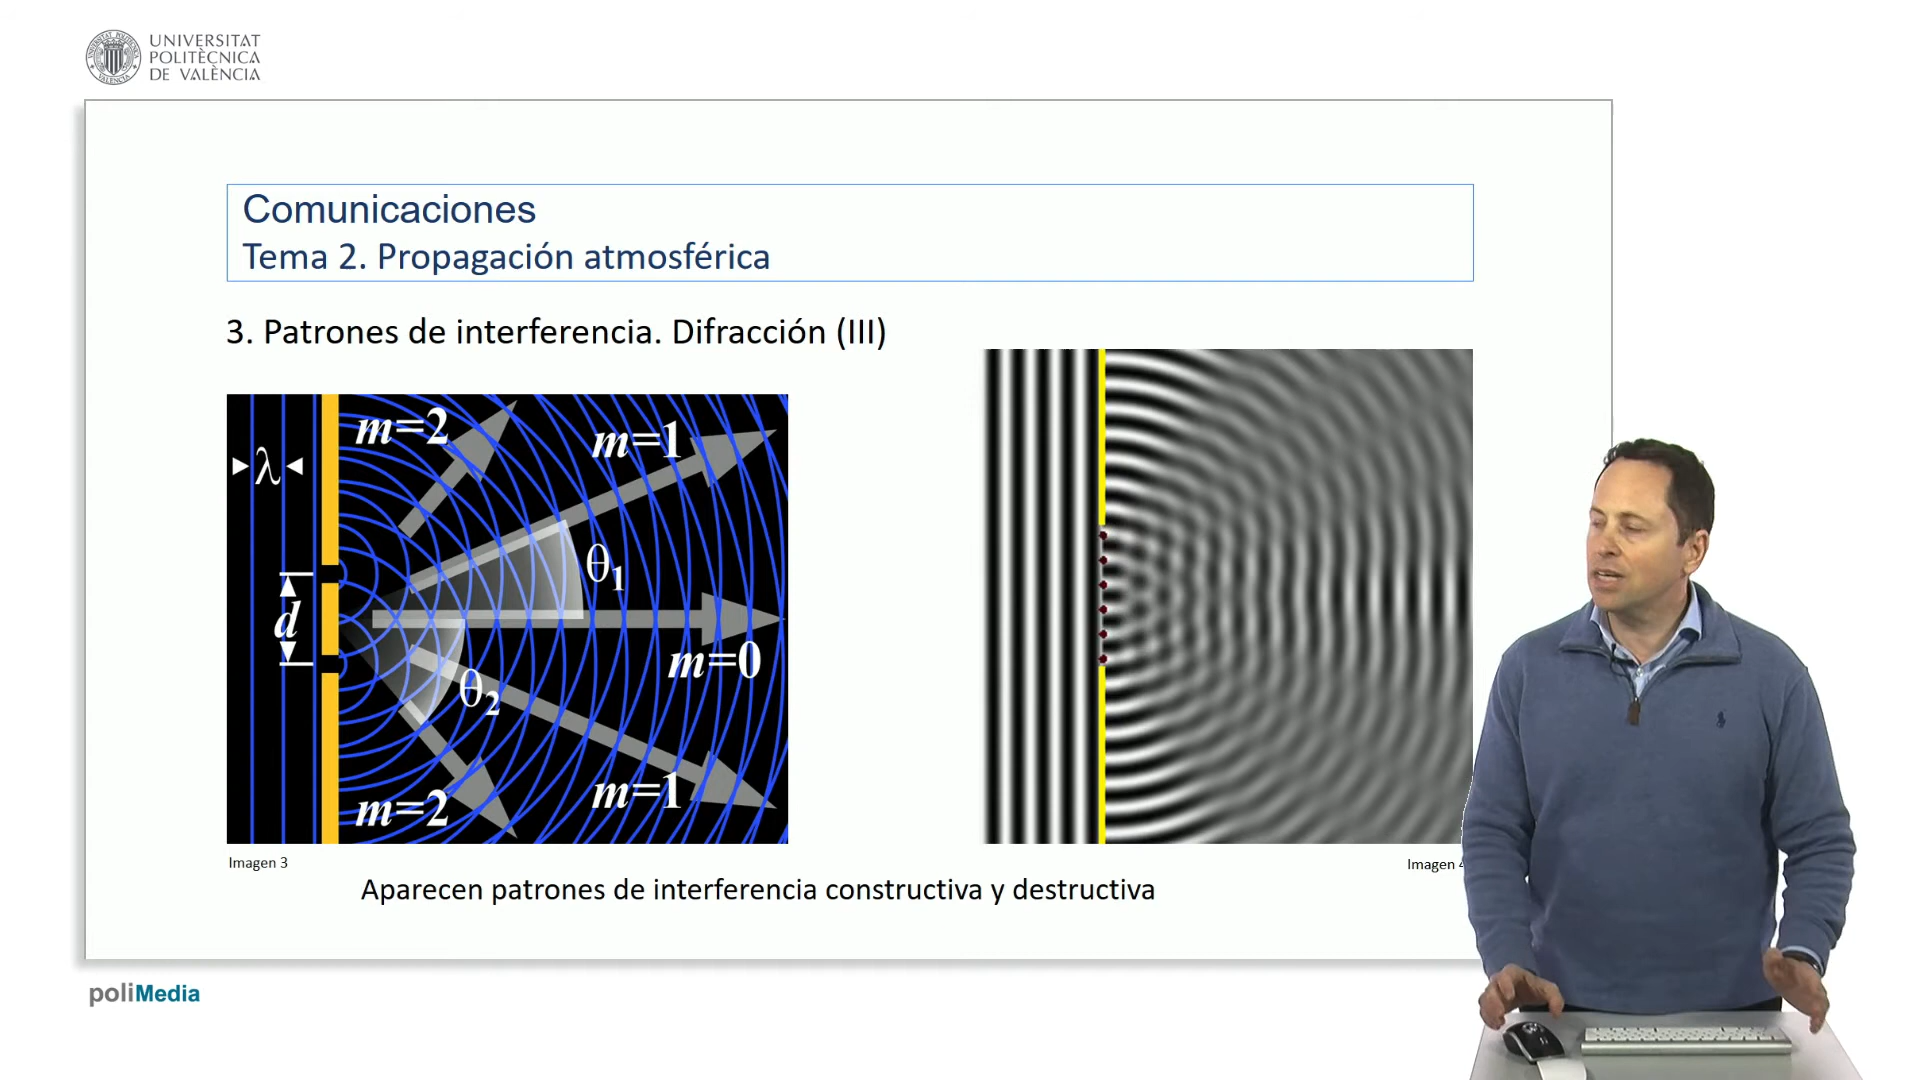 UNIVERSITAT
POLITÈCNICA
DE VALÈNCIA
Comunicaciones
Tema 2. Propagación atmosférica
3. Patrones de interferencia. Difracción (III)
m=2
m=1
λ
θ1
d
m=0
θ2
m=1
m=2
Imagen 3
Imagen 4
Aparecen patrones de interferencia constructiva y destructiva
poliMedia